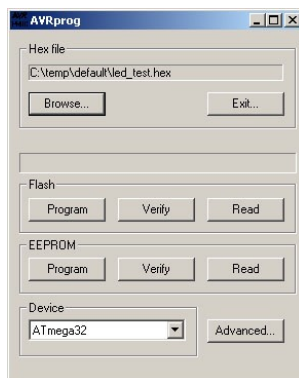 AVRprog
Hex file
C:\temp\default\led_test.hex
Browse...
Exit...
Flash
Program
Verify
Read
EEPROM
Program
Verify
Read
Device
ATmega32
Advanced...